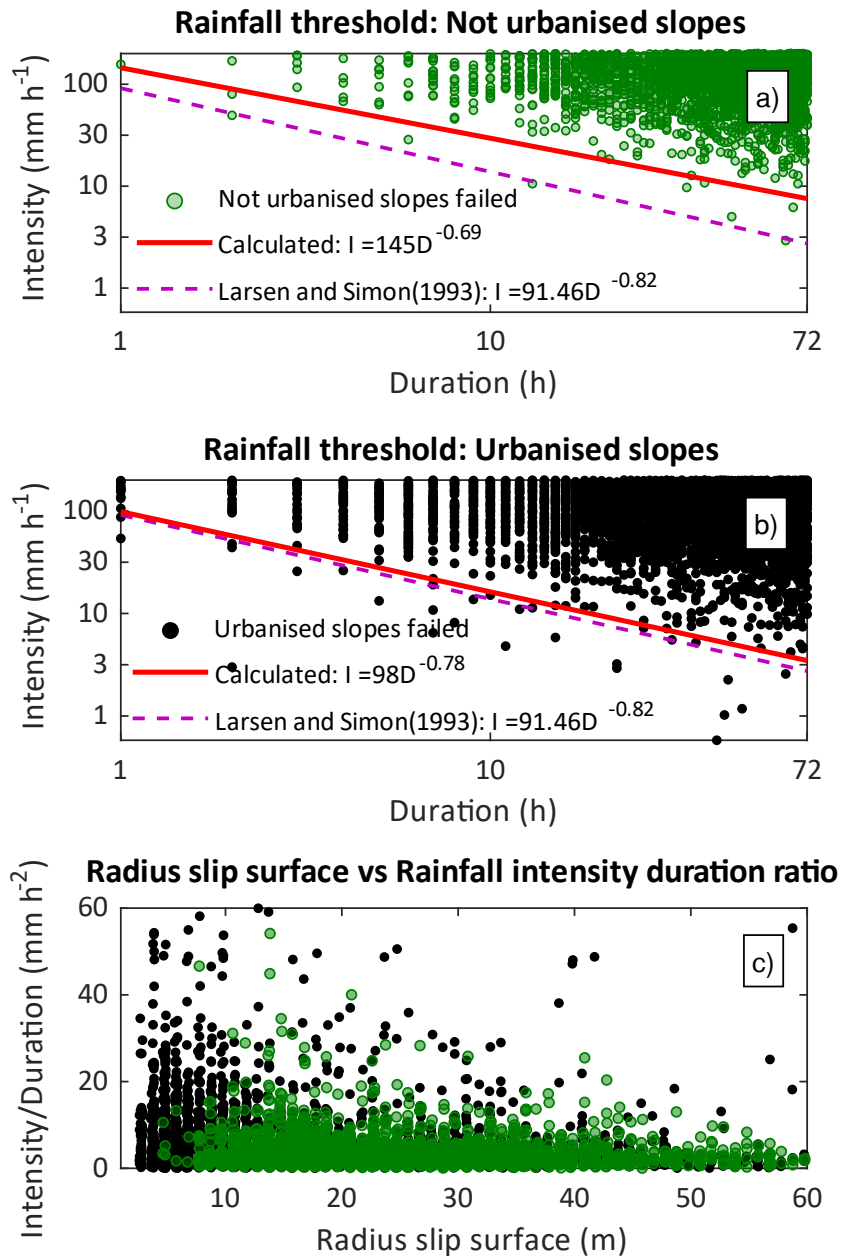 Rainfall threshold: Not urbanised slopes
a)
Intensity (mm h⁻¹)
100
30
10
3
1
Not urbanised slopes failed
Calculated: I =145D⁻⁰·⁶⁹
Larsen and Simon(1993): I =91.46D ⁻⁰·⁸²
1
10
72
Duration (h)
Rainfall threshold: Urbanised slopes
b)
Intensity (mm h⁻¹)
100
30
10
3
1
Urbanised slopes failed
Calculated: I =98D⁻⁰·⁷⁸
Larsen and Simon(1993): I =91.46D ⁻⁰·⁸²
1
10
72
Duration (h)
Radius slip surface vs Rainfall intensity duration ratio
c)
Intensity/Duration (mm h⁻²)
60
40
20
0
10
20
30
40
50
60
Radius slip surface (m)